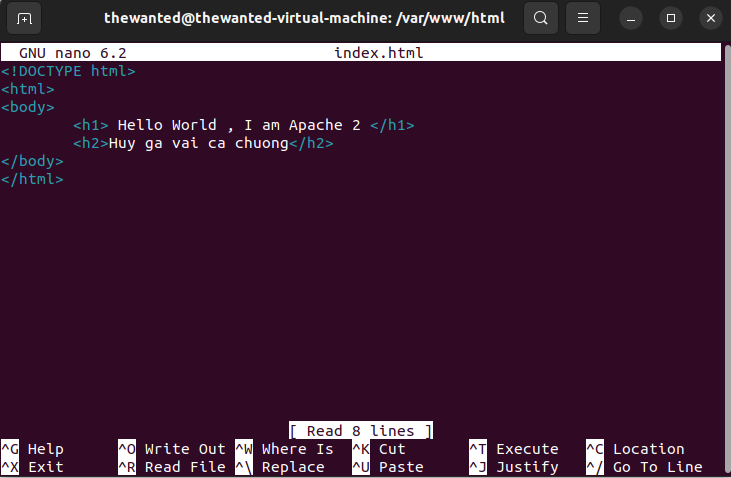 thewanted@thewanted-virtual-machine: /var/www/html
GNU nano 6.2 index.html
<!DOCTYPE html>
<html>
<body>
<h1> Hello World , I am Apache 2 </h1>
<h2>Huy ga vai ca chuong</h2>
</body>
</html>
[ Read 8 lines ]
^G Help ^O Write Out ^W Where Is ^K Cut ^T Execute ^C Location
^X Exit ^R Read File ^\ Replace ^U Paste ^J Justify ^/ Go To Line